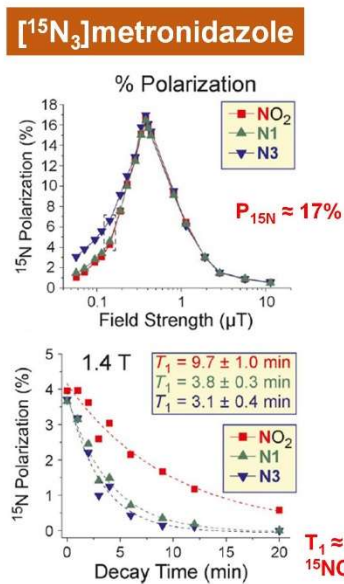 [¹⁵N₃]metronidazole
% Polarization
¹⁵N Polarization (%)
18
16
14
12
10
8
6
4
2
0
NO₂
N1
N3
P₁₅N ≈ 17%
0.1
1
10
Field Strength (μT)
1.4 T
T₁ = 9.7 ± 1.0 min
T₁ = 3.8 ± 0.3 min
T₁ = 3.1 ± 0.4 min
¹⁵N Polarization (%)
5
4
3
2
1
0
NO₂
N1
N3
0
5
10
15
20
Decay Time (min)
T₁ ≈
¹⁵NO